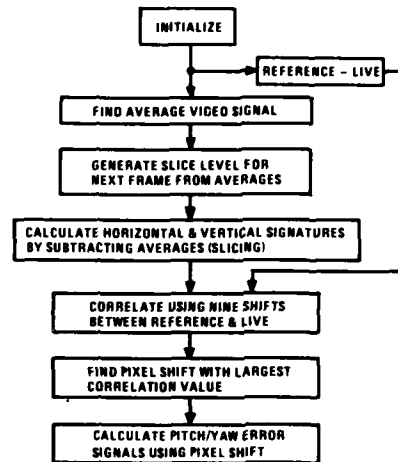 INITIALIZE
REFERENCE - LIVE
FIND AVERAGE VIDEO SIGNAL
GENERATE SLICE LEVEL FOR
NEXT FRAME FROM AVERAGES
CALCULATE HORIZONTAL & VERTICAL SIGNATURES
BY SUBTRACTING AVERAGES (SLICING)
CORRELATE USING NINE SHIFTS
BETWEEN REFERENCE & LIVE
FIND PIXEL SHIFT WITH LARGEST
CORRELATION VALUE
CALCULATE PITCH/YAW ERROR
SIGNALS USING PIXEL SHIFT